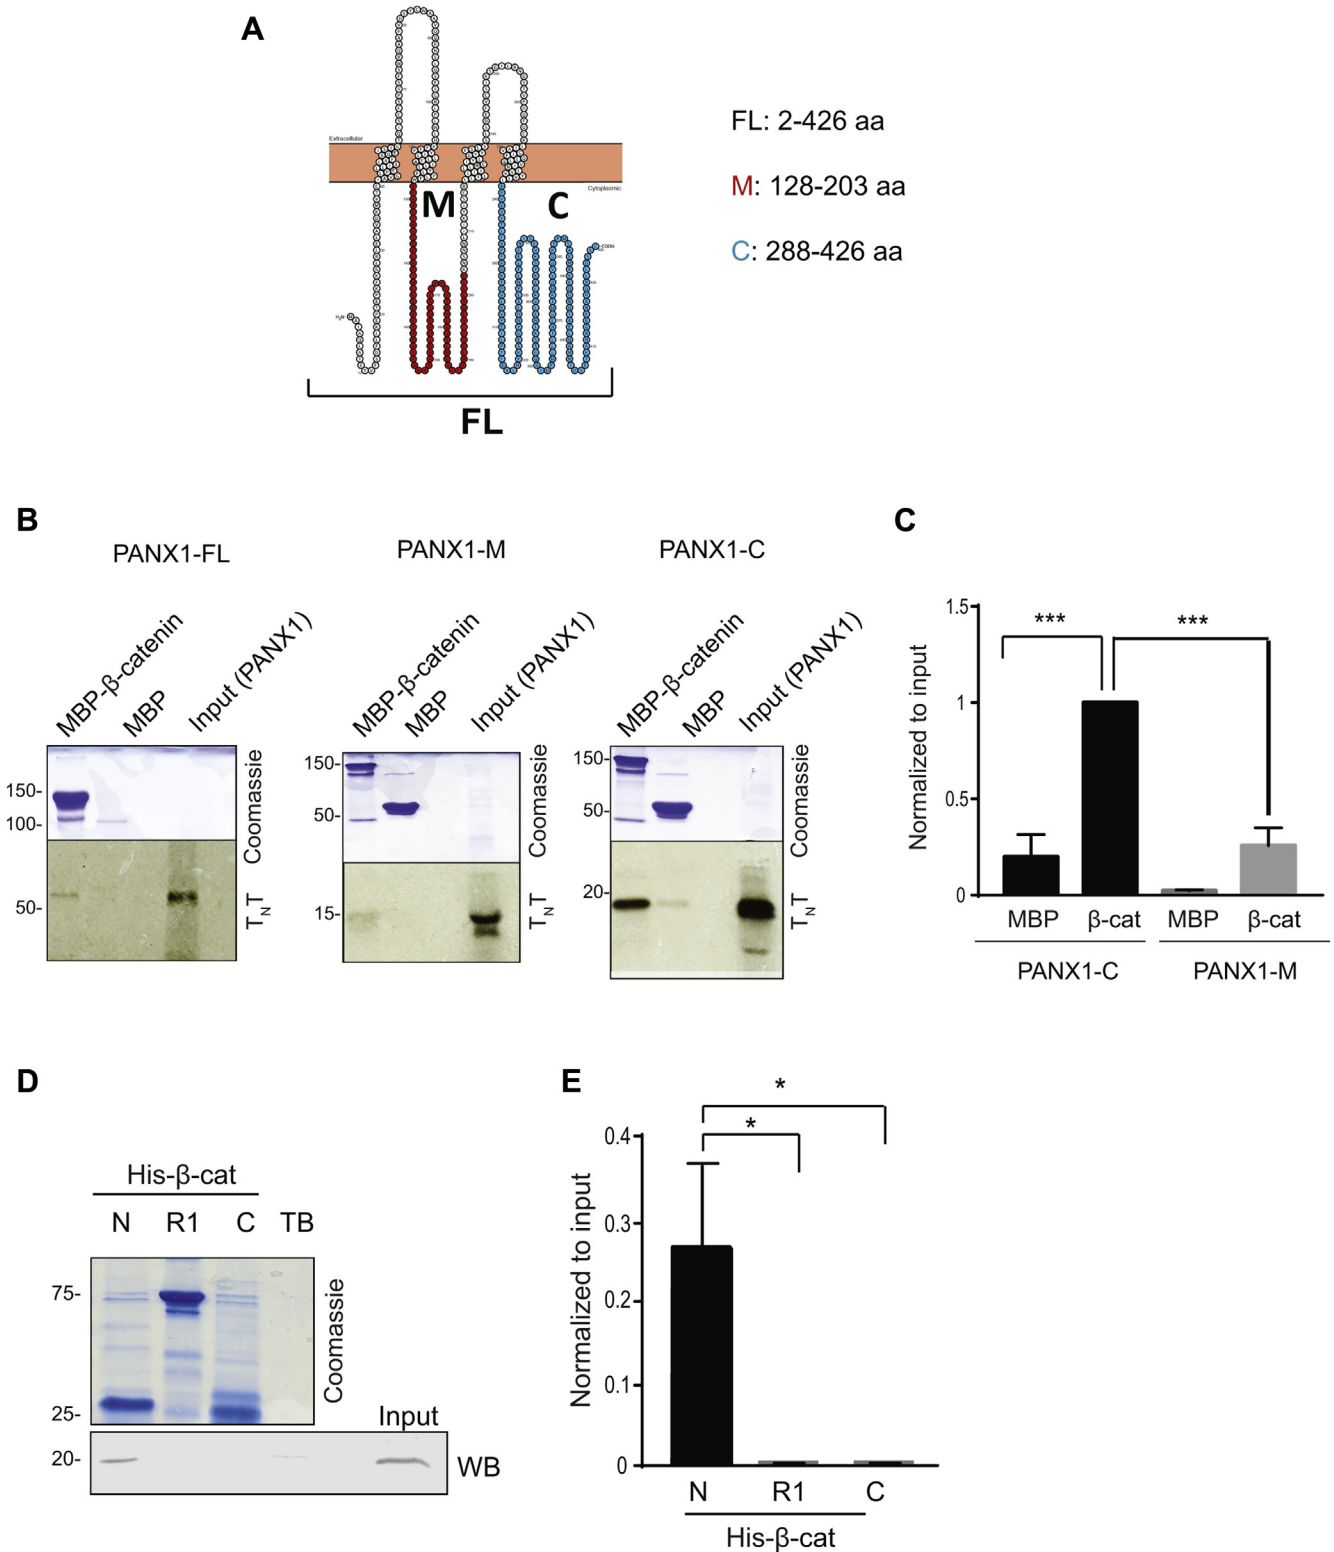 A
Extracellular
Cytoplasmic
H2N
COOH
M
C
FL
FL: 2-426 aa
M: 128-203 aa
C: 288-426 aa
B
PANX1-FL
PANX1-M
PANX1-C
MBP-β-catenin
MBP
Input (PANX1)
MBP-β-catenin
MBP
Input (PANX1)
MBP-β-catenin
MBP
Input (PANX1)
150-
100-
50-
Coomassie
TNT
150-
50-
15-
Coomassie
TNT
150-
50-
20-
Coomassie
TNT
C
Normalized to input
1.5
1
0.5
0
***
***
MBP
β-cat
MBP
β-cat
PANX1-C
PANX1-M
D
His-β-cat
N R1 C TB
75-
25-
Coomassie
Input
20-
WB
E
Normalized to input
0.4
0.3
0.2
0.1
0
*
*
N
R1
C
His-β-cat